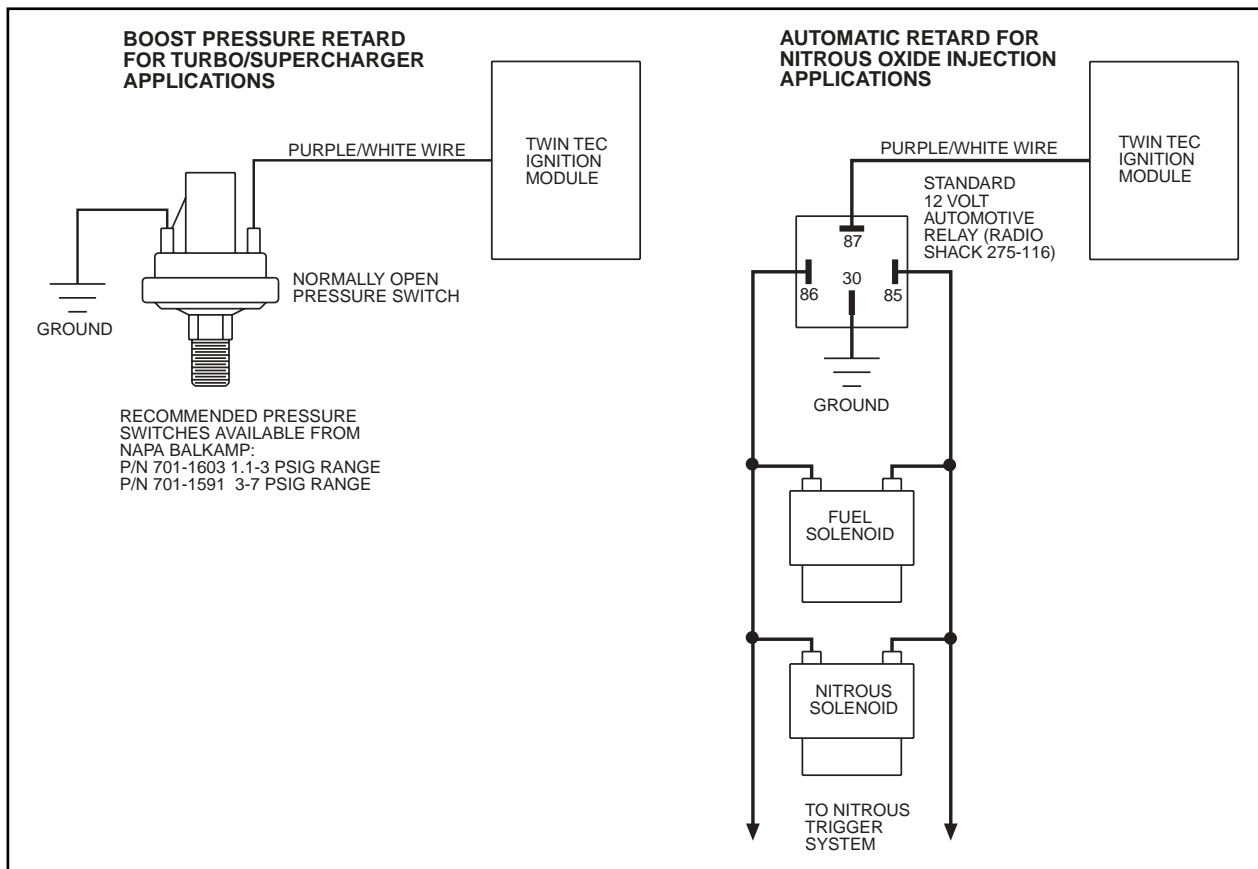 BOOST PRESSURE RETARD
FOR TURBO/SUPERCHARGER
APPLICATIONS
PURPLE/WHITE WIRE
TWIN TEC
IGNITION
MODULE
NORMALLY OPEN
PRESSURE SWITCH
GROUND
RECOMMENDED PRESSURE
SWITCHES AVAILABLE FROM
NAPA BALKAMP:
P/N 701-1603 1.1-3 PSIG RANGE
P/N 701-1591 3-7 PSIG RANGE
AUTOMATIC RETARD FOR
NITROUS OXIDE INJECTION
APPLICATIONS
PURPLE/WHITE WIRE
TWIN TEC
IGNITION
MODULE
STANDARD
12 VOLT
AUTOMOTIVE
RELAY (RADIO
SHACK 275-116)
87
86
30
85
GROUND
FUEL
SOLENOID
NITROUS
SOLENOID
TO NITROUS
TRIGGER
SYSTEM